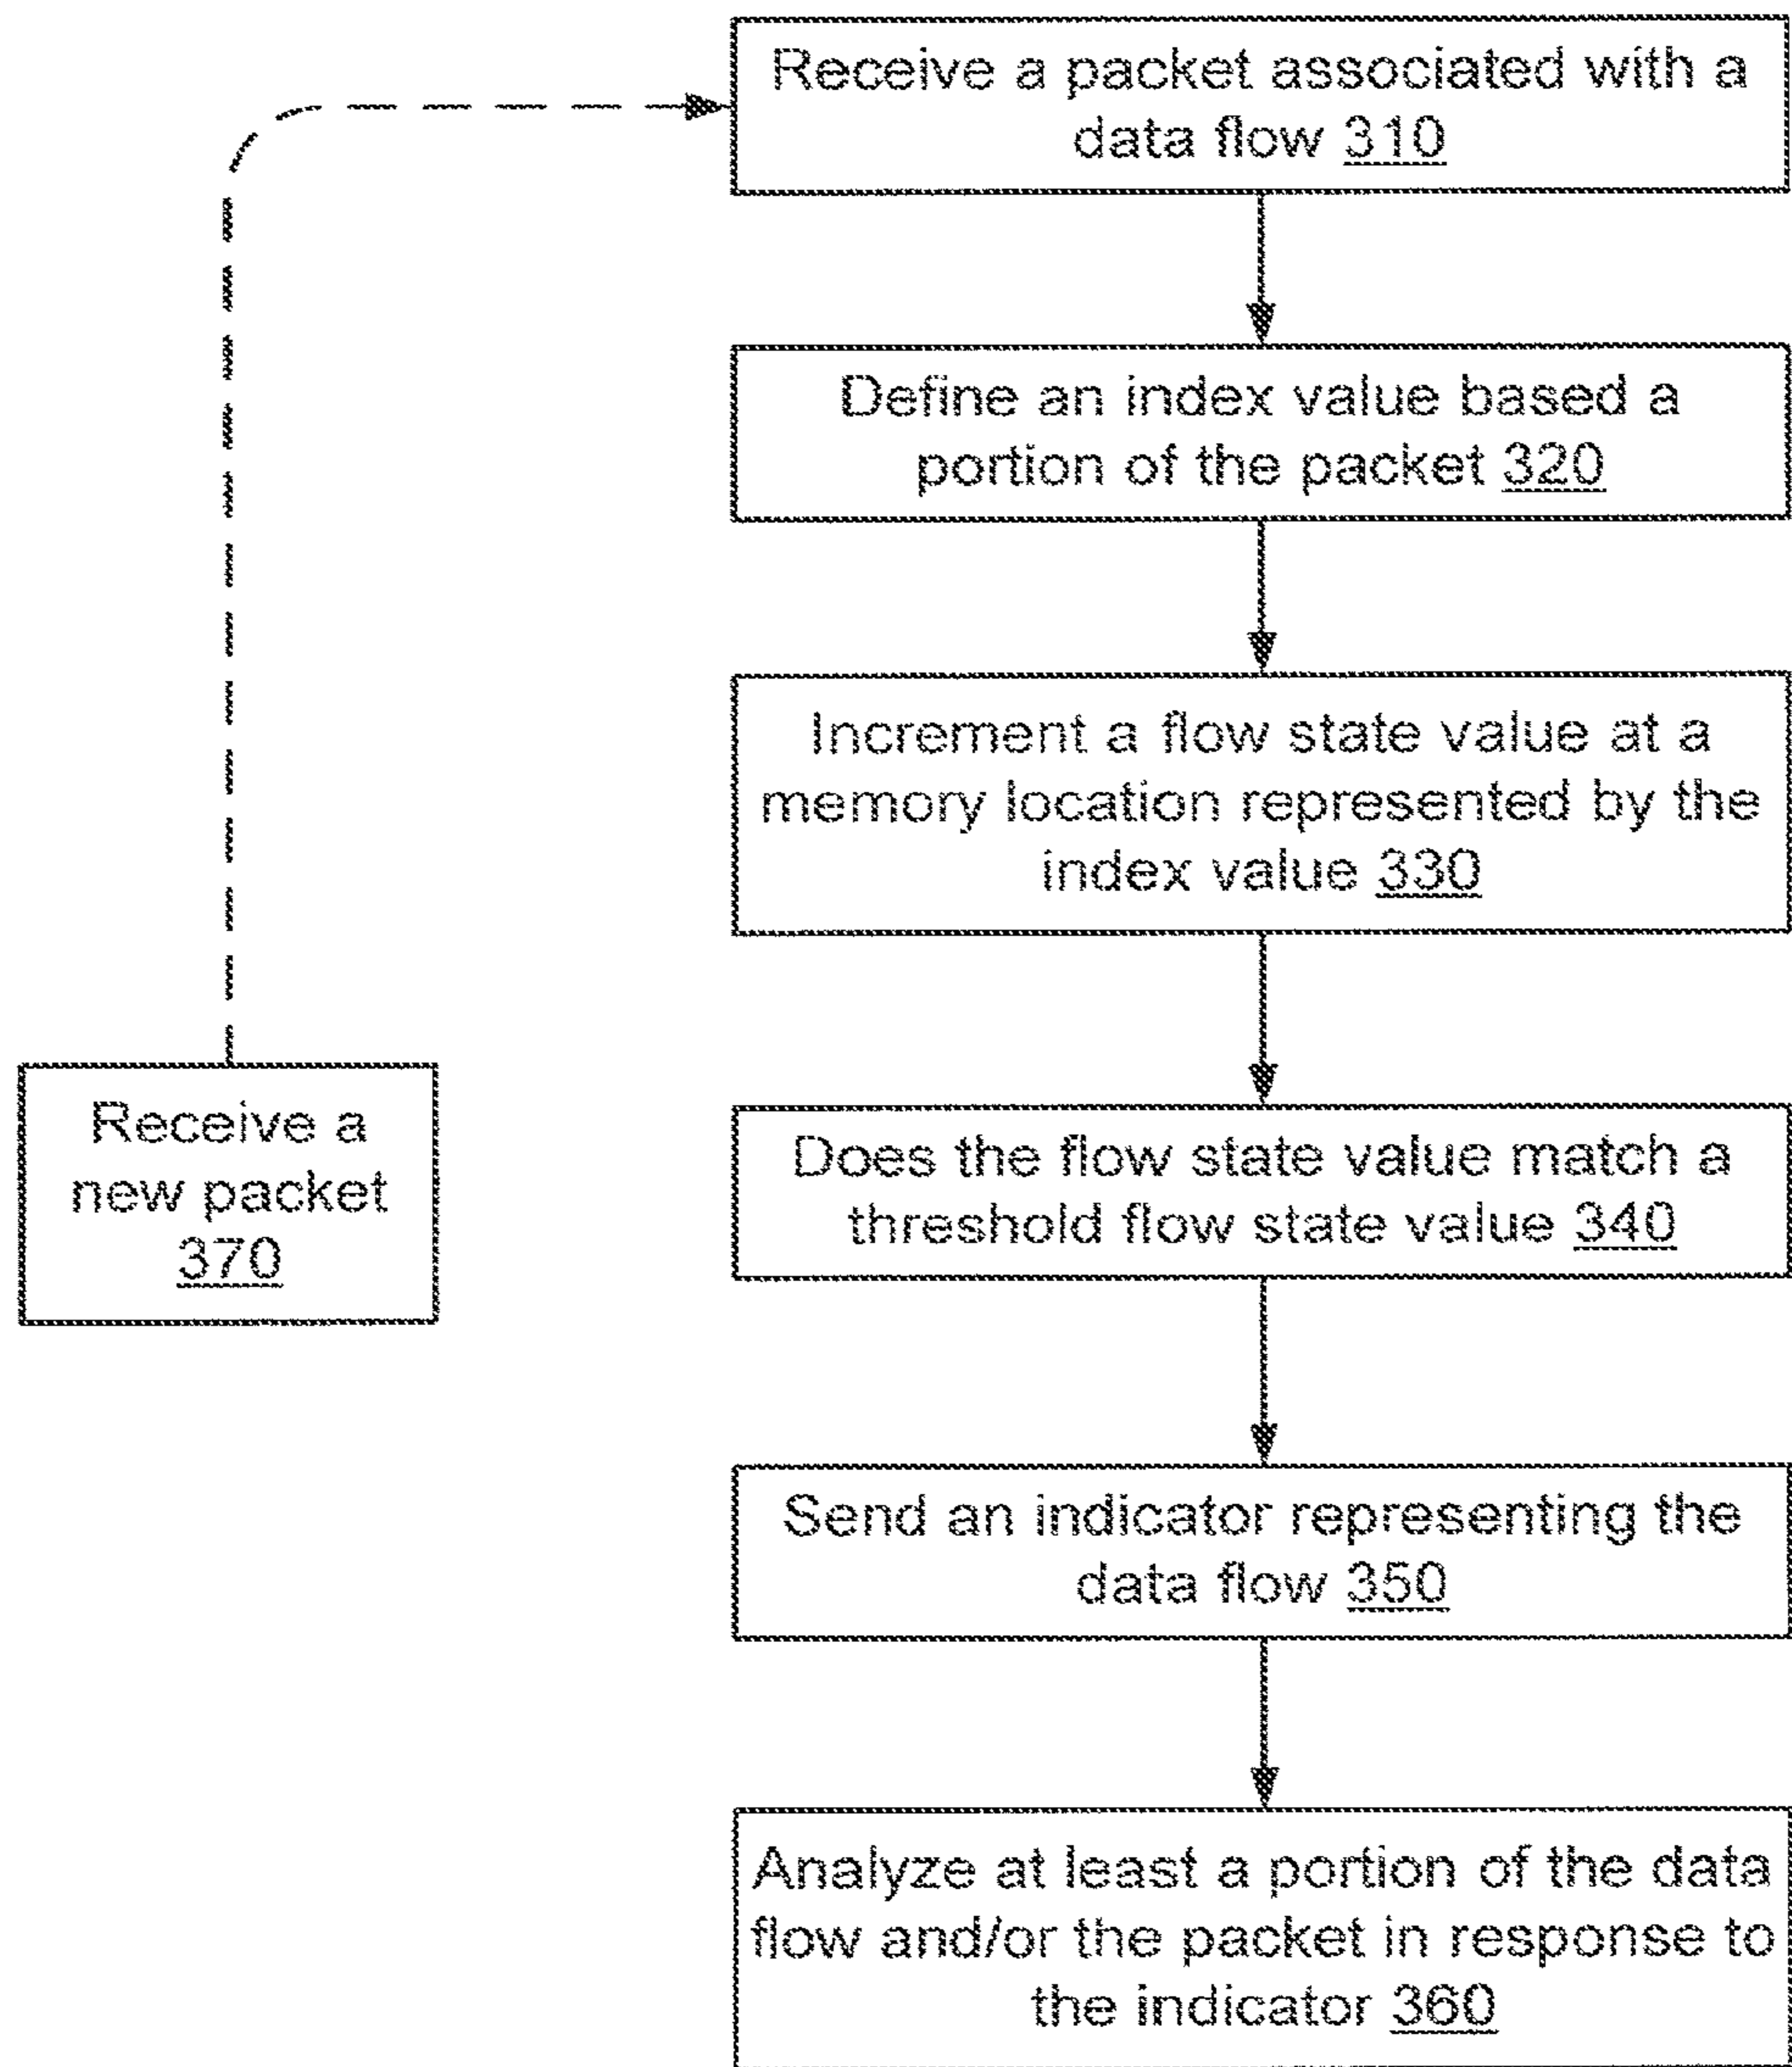 Receive a packet associated with a
data flow 310
Define an index value based a
portion of the packet 320
Increment a flow state value at a
memory location represented by the
index value 330
Receive a
new packet
370
Does the flow state value match a
threshold flow state value 340
Send an indicator representing the
data flow 350
Analyze at least a portion of the data
flow and/or the packet in response to
the indicator 360